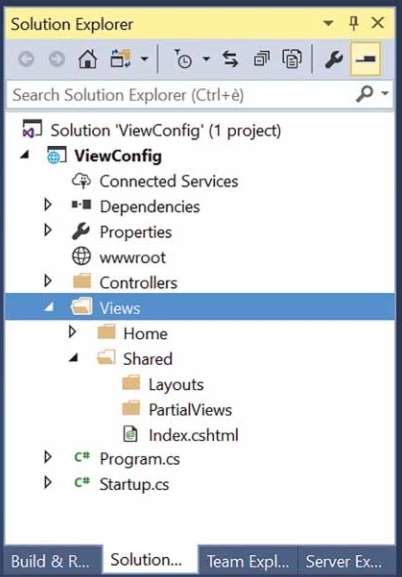 Solution Explorer
Search Solution Explorer (Ctrl+è)
Solution 'ViewConfig' (1 project)
ViewConfig
Connected Services
Dependencies
Properties
wwwroot
Controllers
Views
Home
Shared
Layouts
PartialViews
Index.cshtml
C# Program.cs
C# Startup.cs
Build & R... Solution... Team Expl... Server Ex...